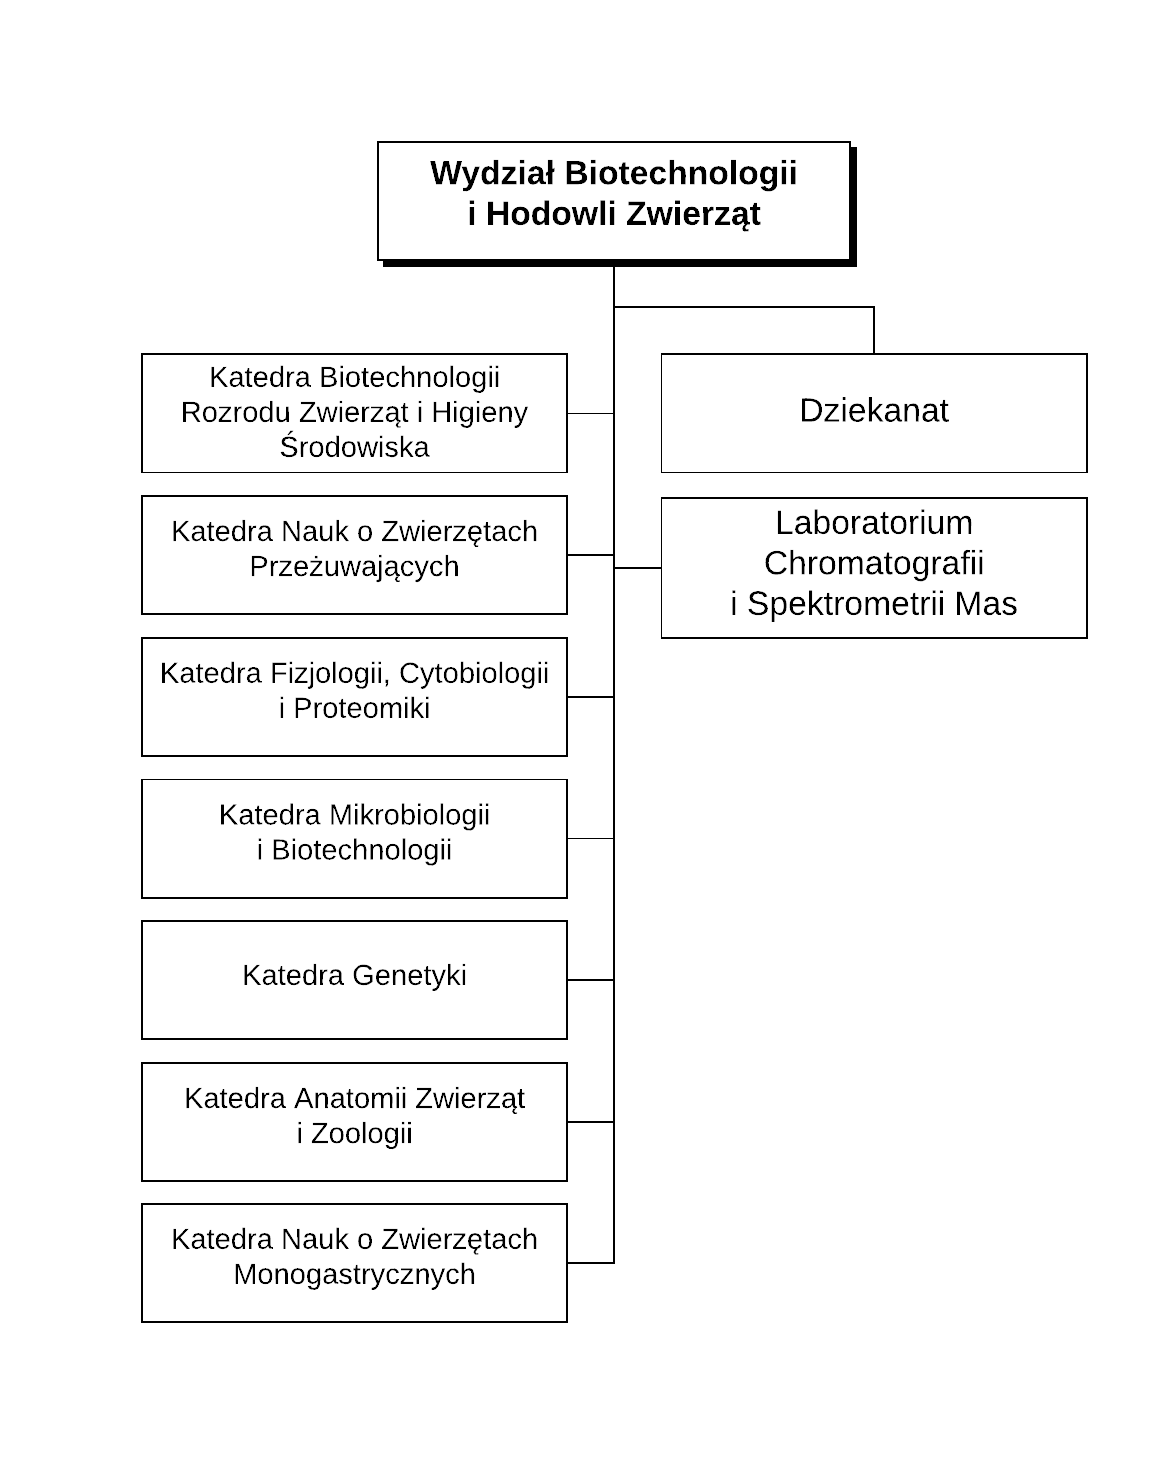 Wydział Biotechnologii
i Hodowli Zwierząt
Katedra Biotechnologii
Rozrodu Zwierząt i Higieny
Środowiska
Dziekanat
Katedra Nauk o Zwierzętach
Przeżuwających
Laboratorium
Chromatografii
i Spektrometrii Mas
Katedra Fizjologii, Cytobiologii
i Proteomiki
Katedra Mikrobiologii
i Biotechnologii
Katedra Genetyki
Katedra Anatomii Zwierząt
i Zoologii
Katedra Nauk o Zwierzętach
Monogastrycznych